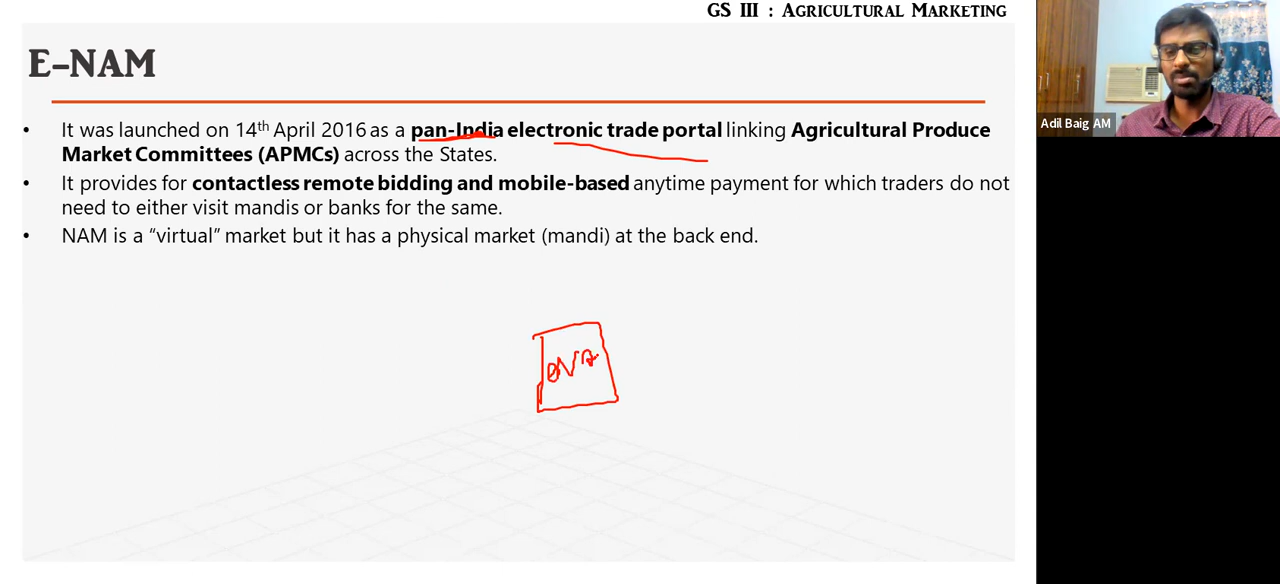 GS III : Agricultural Marketing
E-NAM
• It was launched on 14th April 2016 as a pan-India electronic trade portal linking Agricultural Produce
Market Committees (APMCs) across the States.
• It provides for contactless remote bidding and mobile-based anytime payment for which traders do not
need to either visit mandis or banks for the same.
• NAM is a “virtual” market but it has a physical market (mandi) at the back end.
Adil Baig AM